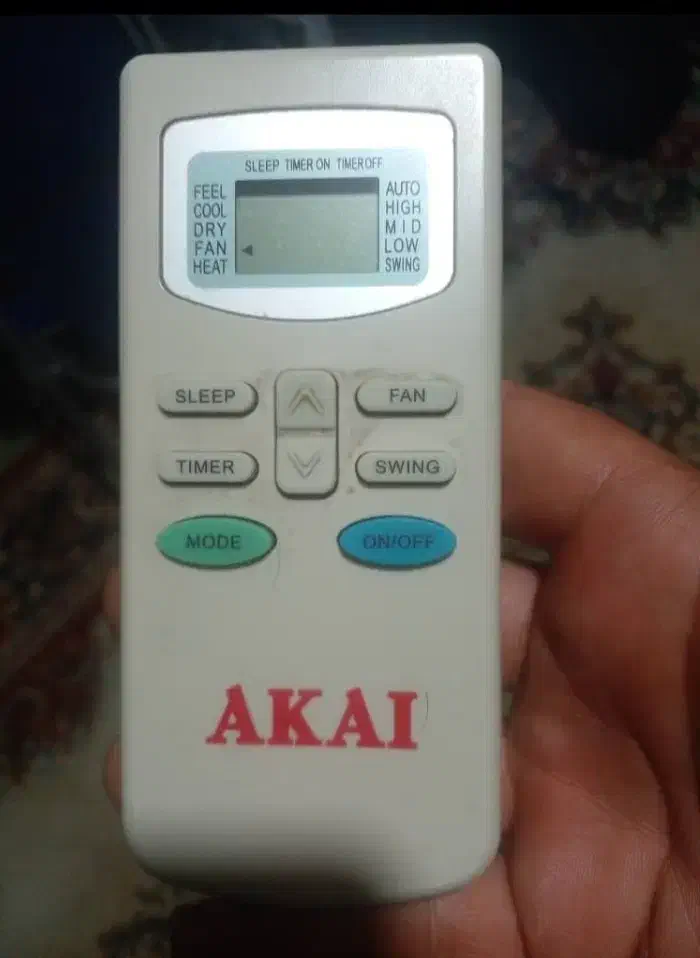 SLEEP TIMER ON TIMER OFF
FEEL AUTO
COOL HIGH
DRY MID
FAN LOW
HEAT SWING
SLEEP FAN
TIMER SWING
MODE ON/OFF
AKAI